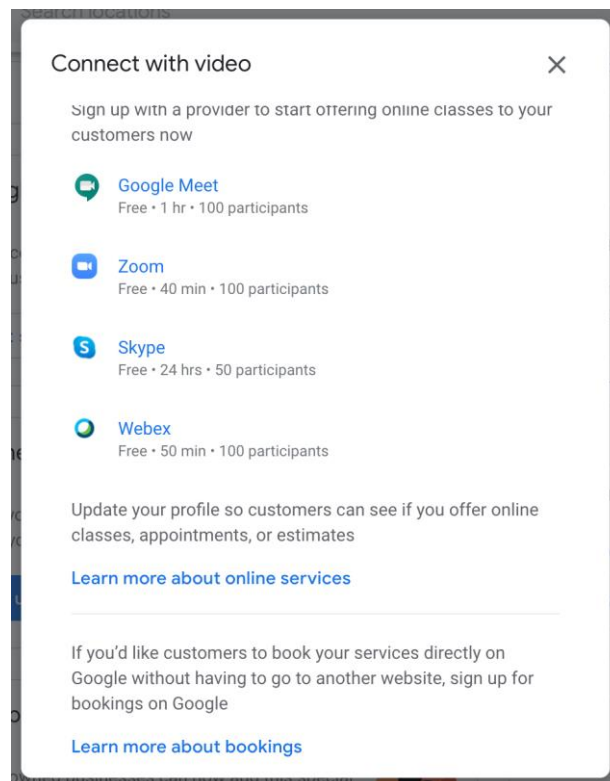 Search locations
Connect with video
Sign up with a provider to start offering online classes to your
customers now
Google Meet
Free • 1 hr • 100 participants
Zoom
Free • 40 min • 100 participants
Skype
Free • 24 hrs • 50 participants
Webex
Free • 50 min • 100 participants
Update your profile so customers can see if you offer online
classes, appointments, or estimates
Learn more about online services
If you’d like customers to book your services directly on
Google without having to go to another website, sign up for
bookings on Google
Learn more about bookings